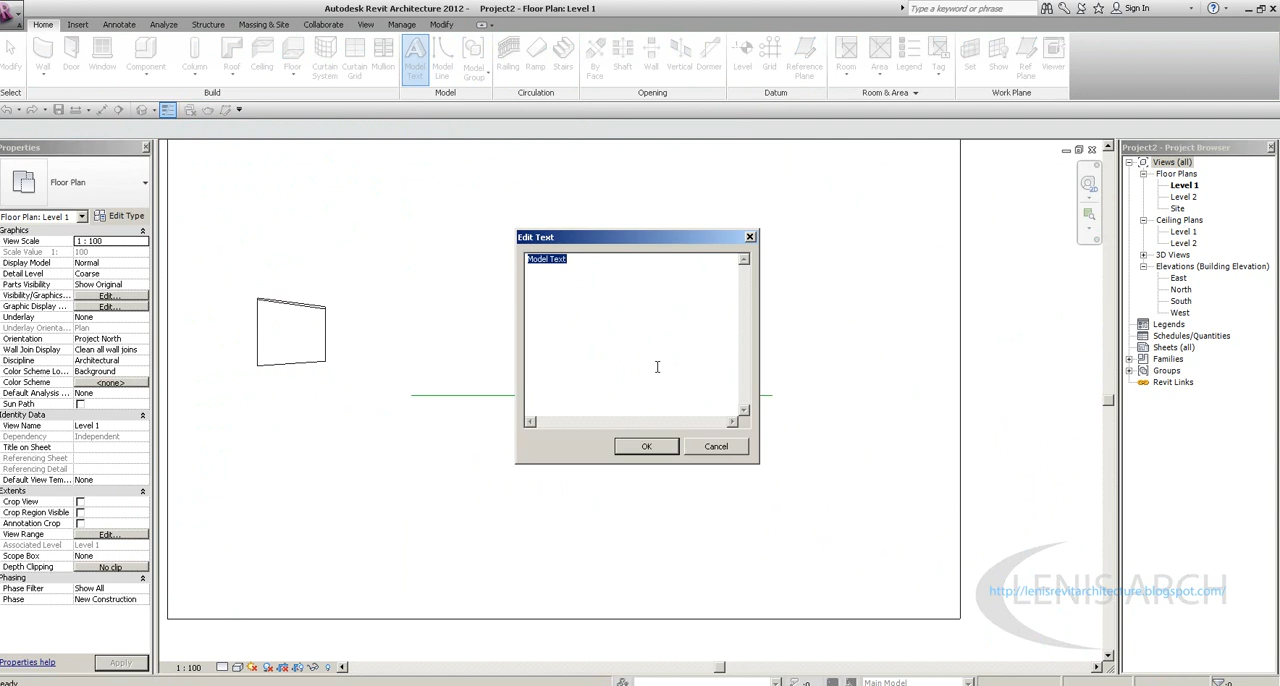 Autodesk Revit Architecture 2012 - Project2 - Floor Plan: Level 1
Type a keyword or phrase
Sign In
Home Insert Annotate Analyze Structure Massing & Site Collaborate View Manage Modify
Modify Wall Door Window Component Column Roof Ceiling Floor Curtain System Curtain Grid Mullion Model Text Model Line Model Group Railing Ramp Stairs By Face Shaft Wall Vertical Dormer Level Grid Reference Plane Room Area Legend Tag Set Show Ref Plane Viewer
Select Build Model Circulation Opening Datum Room & Area Work Plane
Properties
Floor Plan
Floor Plan: Level 1 Edit Type
Graphics
View Scale 1 : 100
Scale Value 1: 100
Display Model Normal
Detail Level Coarse
Parts Visibility Show Original
Visibility/Graphics... Edit...
Graphic Display ... Edit...
Underlay None
Underlay Orienta... Plan
Orientation Project North
Wall Join Display Clean all wall joins
Discipline Architectural
Color Scheme Lo... Background
Color Scheme <none>
Default Analysis ... None
Sun Path
Identity Data
View Name Level 1
Dependency Independent
Title on Sheet
Referencing Sheet
Referencing Detail
Default View Tem... None
Extents
Crop View
Crop Region Visible
Annotation Crop
View Range Edit...
Associated Level Level 1
Scope Box None
Depth Clipping No clip
Phasing
Phase Filter Show All
Phase New Construction
Properties help Apply
Edit Text
Model Text
OK Cancel
Project2 - Project Browser
Views (all)
Floor Plans
Level 1
Level 2
Site
Ceiling Plans
Level 1
Level 2
3D Views
Elevations (Building Elevation)
East
North
South
West
Legends
Schedules/Quantities
Sheets (all)
Families
Groups
Revit Links
LENIS ARCH
http://lenisrevitarchitecture.blogspot.com/
1 : 100
Main Model